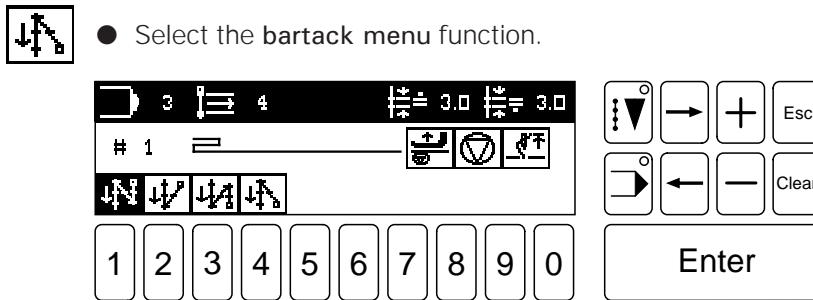 ● Select the bartack menu function.
3 4 3.0 3.0
Esc
# 1
Clear
1 2 3 4 5 6 7 8 9 0
Enter